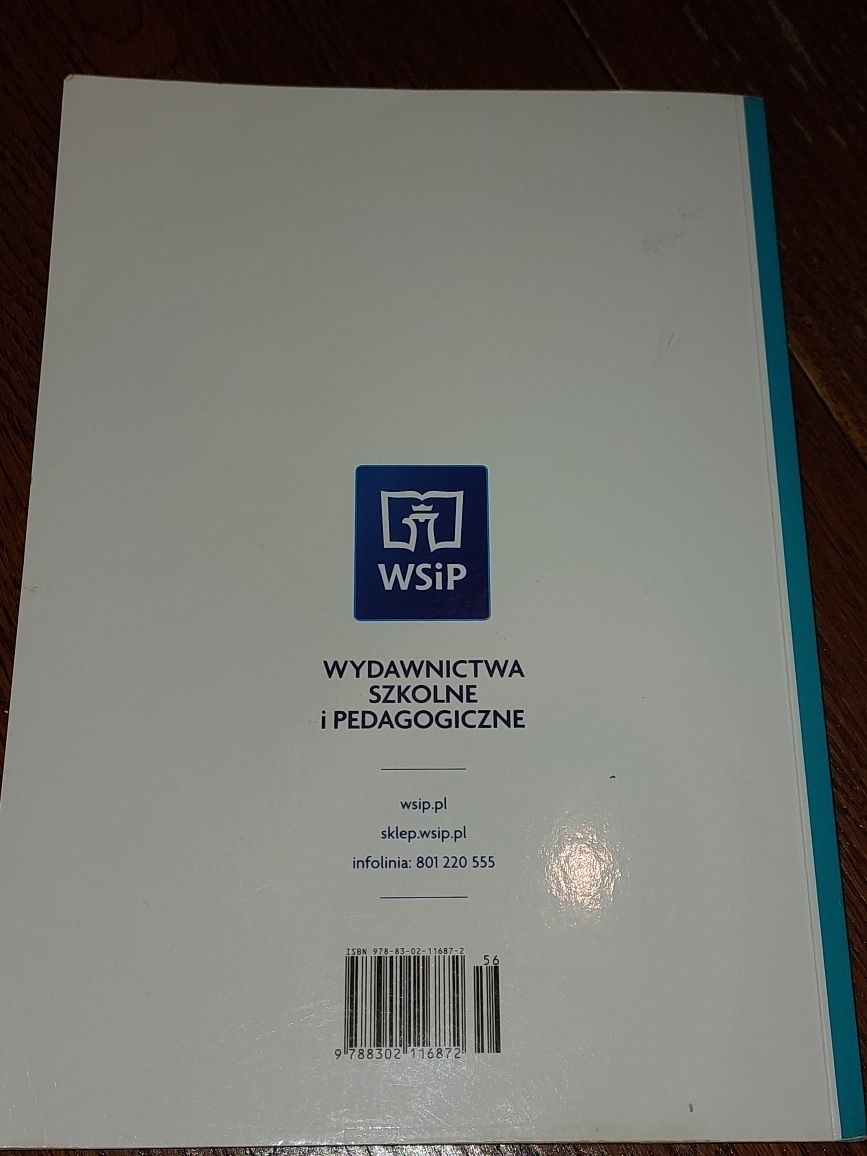 WSiP
WYDAWNICTWA
SZKOLNE
i PEDAGOGICZNE
wsip.pl
sklep.wsip.pl
infolinia: 801 220 555
ISBN 978-83-02-11687-2
56
9 788302 116872